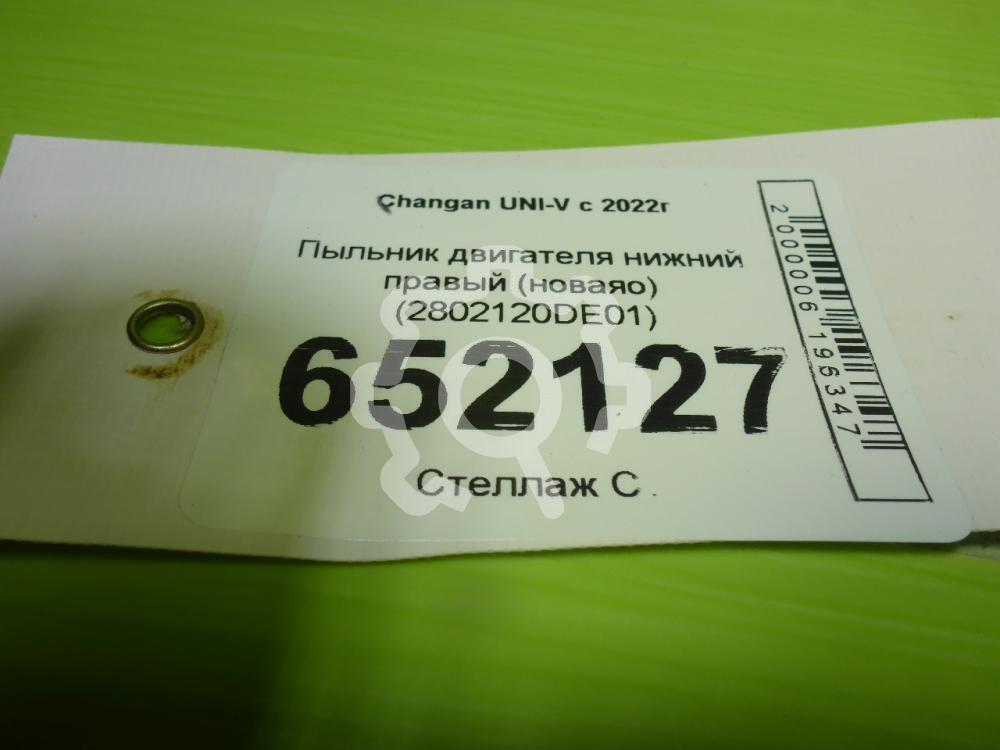 Changan UNI-V с 2022г
Пыльник двигателя нижний
правый (новаяо)
(2802120DE01)
652127
Стеллаж С
2000006196347